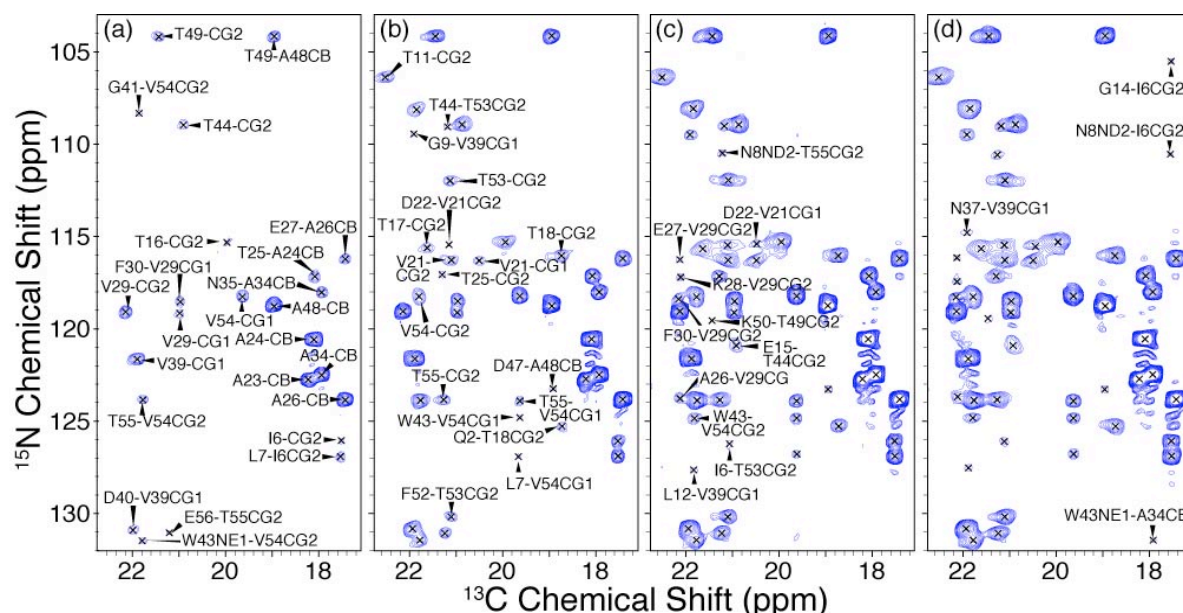 (a)
(b)
(c)
(d)
105
110
115
120
125
130
15N Chemical Shift (ppm)
T49-CG2
T49-A48CB
G41-V54CG2
T44-CG2
E27-A26CB
T16-CG2
T25-A24CB
F30-V29CG1
N35-A34CB
V29-CG2
V54-CG1
A48-CB
V29-CG1
A24-CB
A34-CB
V39-CG1
A23-CB
A26-CB
T55-V54CG2
I6-CG2
L7-I6CG2
D40-V39CG1
E56-T55CG2
W43NE1-V54CG2
T11-CG2
T44-T53CG2
G9-V39CG1
T53-CG2
D22-V21CG2
T17-CG2
T18-CG2
V21-CG2
V21-CG1
T25-CG2
V54-CG2
T55-CG2
D47-A48CB
T55-V54CG1
W43-V54CG1
Q2-T18CG2
L7-V54CG1
F52-T53CG2
N8ND2-T55CG2
D22-V21CG1
E27-V29CG2
K28-V29CG2
K50-T49CG2
F30-V29CG2
E15-T44CG2
A26-V29CG
W43-V54CG2
I6-T53CG2
L12-V39CG1
G14-I6CG2
N8ND2-I6CG2
N37-V39CG1
W43NE1-A34CB
22 20 18
22 20 18
22 20 18
22 20 18
13C Chemical Shift (ppm)